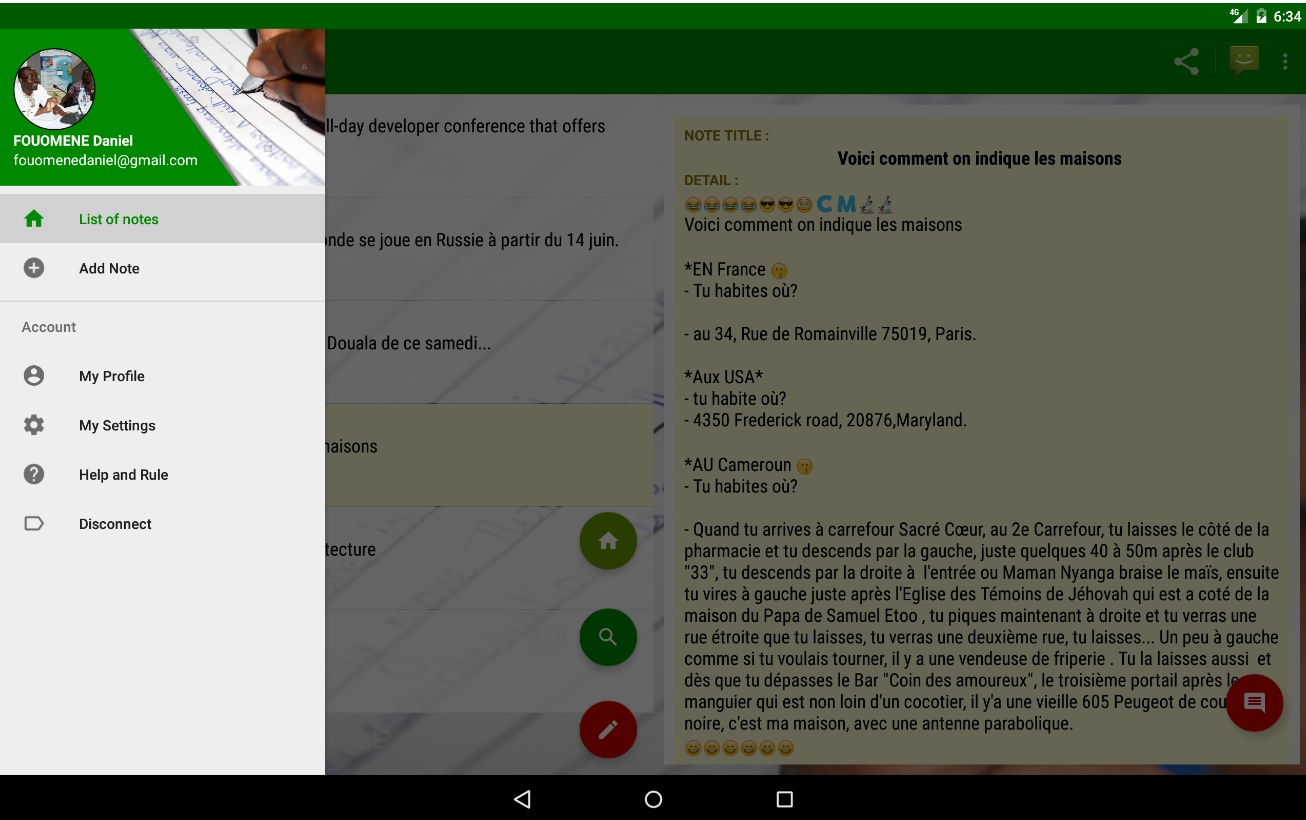 4G 6:34
FOUOMENE Daniel
fouomenedaniel@gmail.com
List of notes
Add Note
Account
My Profile
My Settings
Help and Rule
Disconnect
ll-day developer conference that offers
onde se joue en Russie à partir du 14 juin.
Douala de ce samedi...
naisons
tecture
NOTE TITLE :
Voici comment on indique les maisons
DETAIL :
😂😂😂😂😎😎😳CM🔬🔬
Voici comment on indique les maisons
*EN France 🤫
- Tu habites où?
- au 34, Rue de Romainville 75019, Paris.
*Aux USA*
- tu habite où?
- 4350 Frederick road, 20876,Maryland.
*AU Cameroun 🤫
- Tu habites où?
- Quand tu arrives à carrefour Sacré Cœur, au 2e Carrefour, tu laisses le côté de la
pharmacie et tu descends par la gauche, juste quelques 40 à 50m après le club
"33", tu descends par la droite à  l'entrée ou Maman Nyanga braise le maïs, ensuite
tu vires à gauche juste après l'Eglise des Témoins de Jéhovah qui est a coté de la
maison du Papa de Samuel Etoo , tu piques maintenant à droite et tu verras une
rue étroite que tu laisses, tu verras une deuxième rue, tu laisses... Un peu à gauche
comme si tu voulais tourner, il y a une vendeuse de friperie . Tu la laisses aussi  et
dès que tu dépasses le Bar "Coin des amoureux", le troisième portail après le
manguier qui est non loin d'un cocotier, il y'a une vieille 605 Peugeot de cou
noire, c'est ma maison, avec une antenne parabolique.
😀😀😀😀😀😀